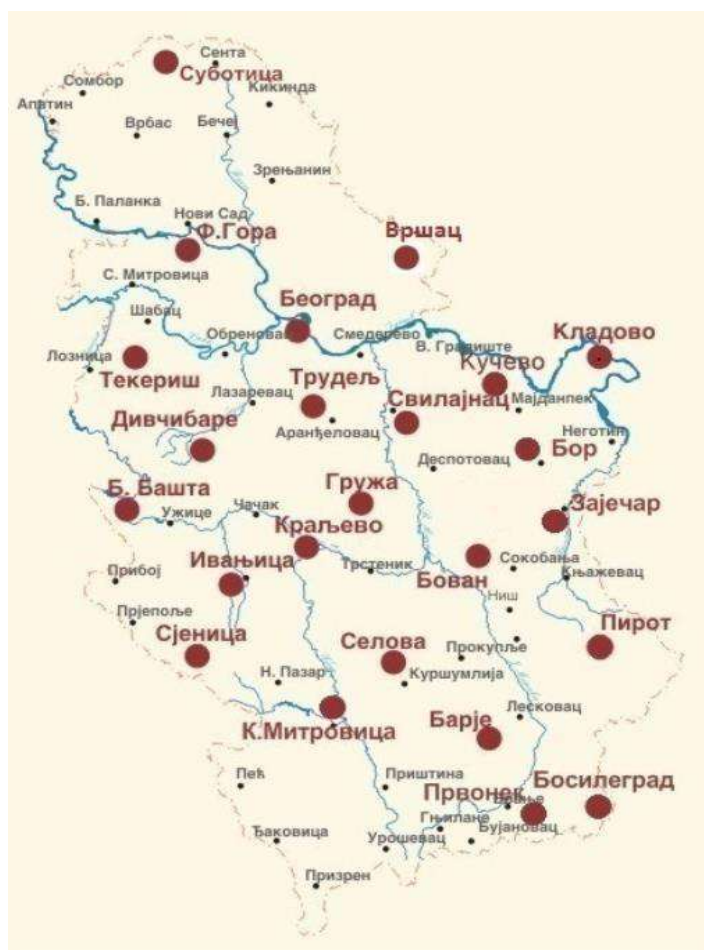 Сента
Суботица
Сомбор
Кикинда
Апатин
Врбас
Бечеј
Зрењанин
Б. Паланка
Нови Сад
Ф.Гора
Вршац
С. Митровица
Београд
Шабац
Обреновац
Смедерево
В. Градиште
Кладово
Лозница
Текериш
Трудељ
Кучево
Лазаревац
Свилајнац
Мајданпек
Дивчибаре
Аранђеловац
Неготин
Бор
Деспотовац
Б. Башта
Гружа
Зајечар
Чачак
Ужице
Краљево
Ивањица
Трстеник
Сокобања
Прибој
Бован
Књажевац
Ниш
Пријепоље
Пирот
Сјеница
Селова
Прокупље
Н. Пазар
Куршумлија
Лесковац
К.Митровица
Барје
Пећ
Приштина
Босилеград
Првонек
Врање
Гњилане
Ђаковица
Бујановац
Урошевац
Призрен